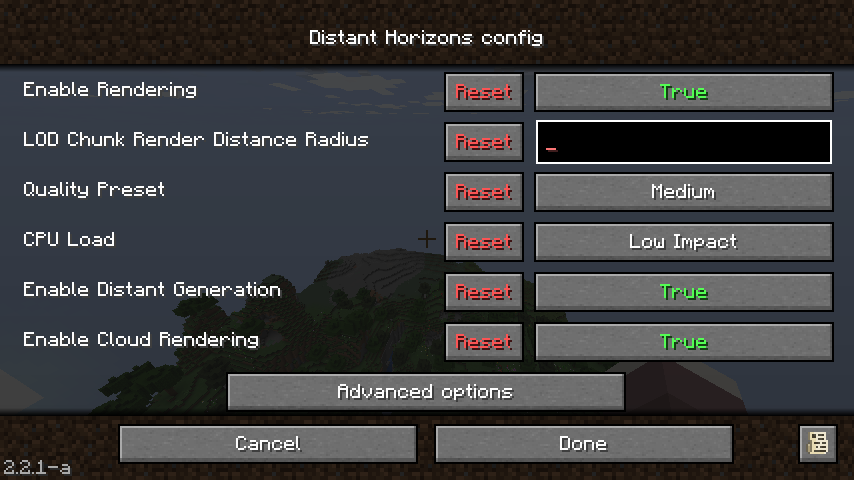 Distant Horizons config
Enable Rendering Reset True
LOD Chunk Render Distance Radius Reset _
Quality Preset Reset Medium
CPU Load Reset Low Impact
Enable Distant Generation Reset True
Enable Cloud Rendering Reset True
Advanced options
Cancel Done
2.2.1-a